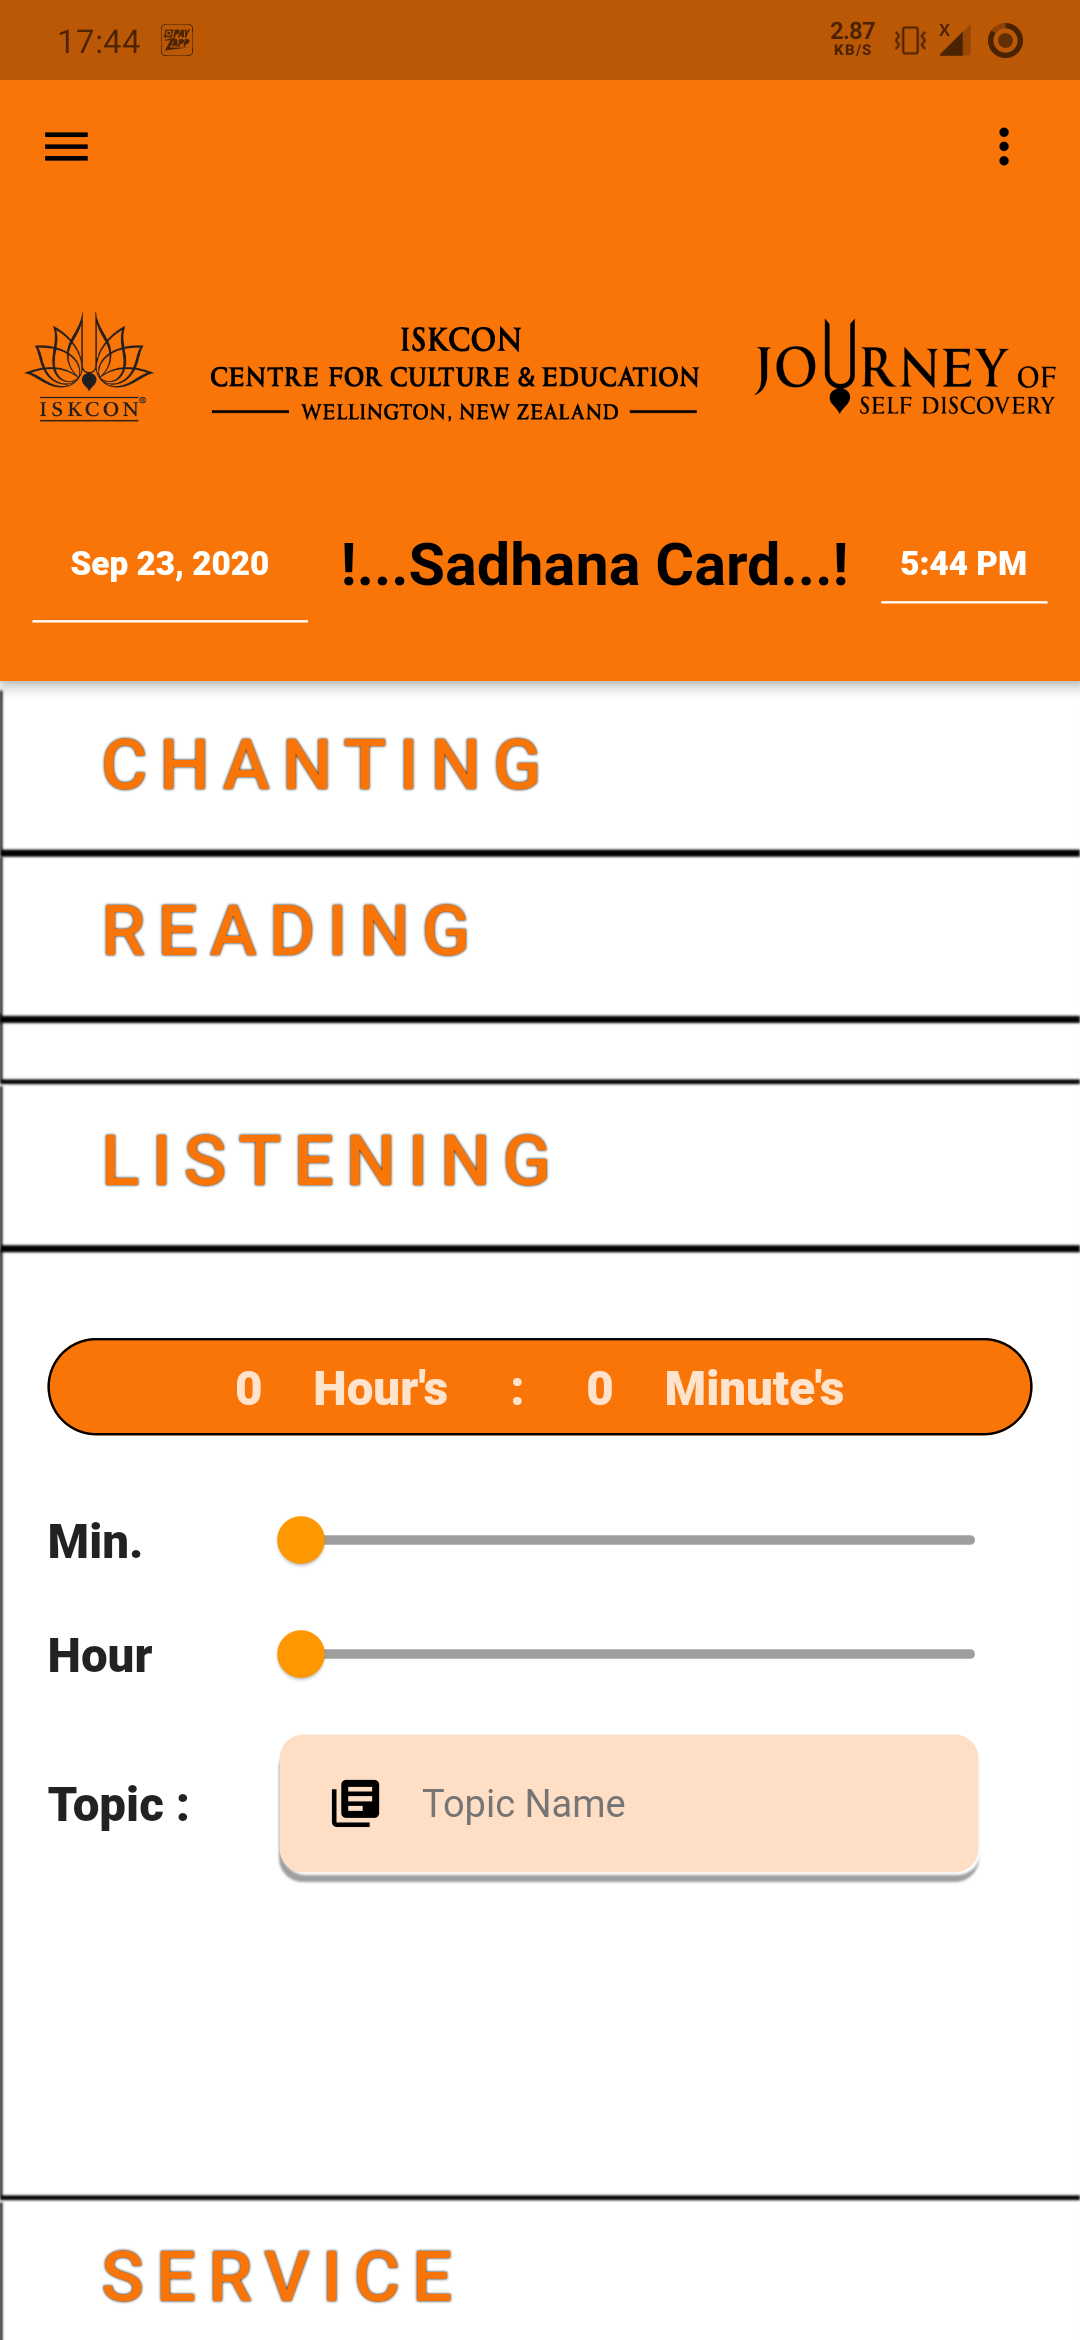 17:44 PAY ZAPP 2.87 KB/S X
ISKCON
CENTRE FOR CULTURE & EDUCATION
WELLINGTON, NEW ZEALAND
ISKCON®
JOURNEY OF
SELF DISCOVERY
Sep 23, 2020 !...Sadhana Card...! 5:44 PM
CHANTING
READING
LISTENING
0 Hour's : 0 Minute's
Min.
Hour
Topic : Topic Name
SERVICE